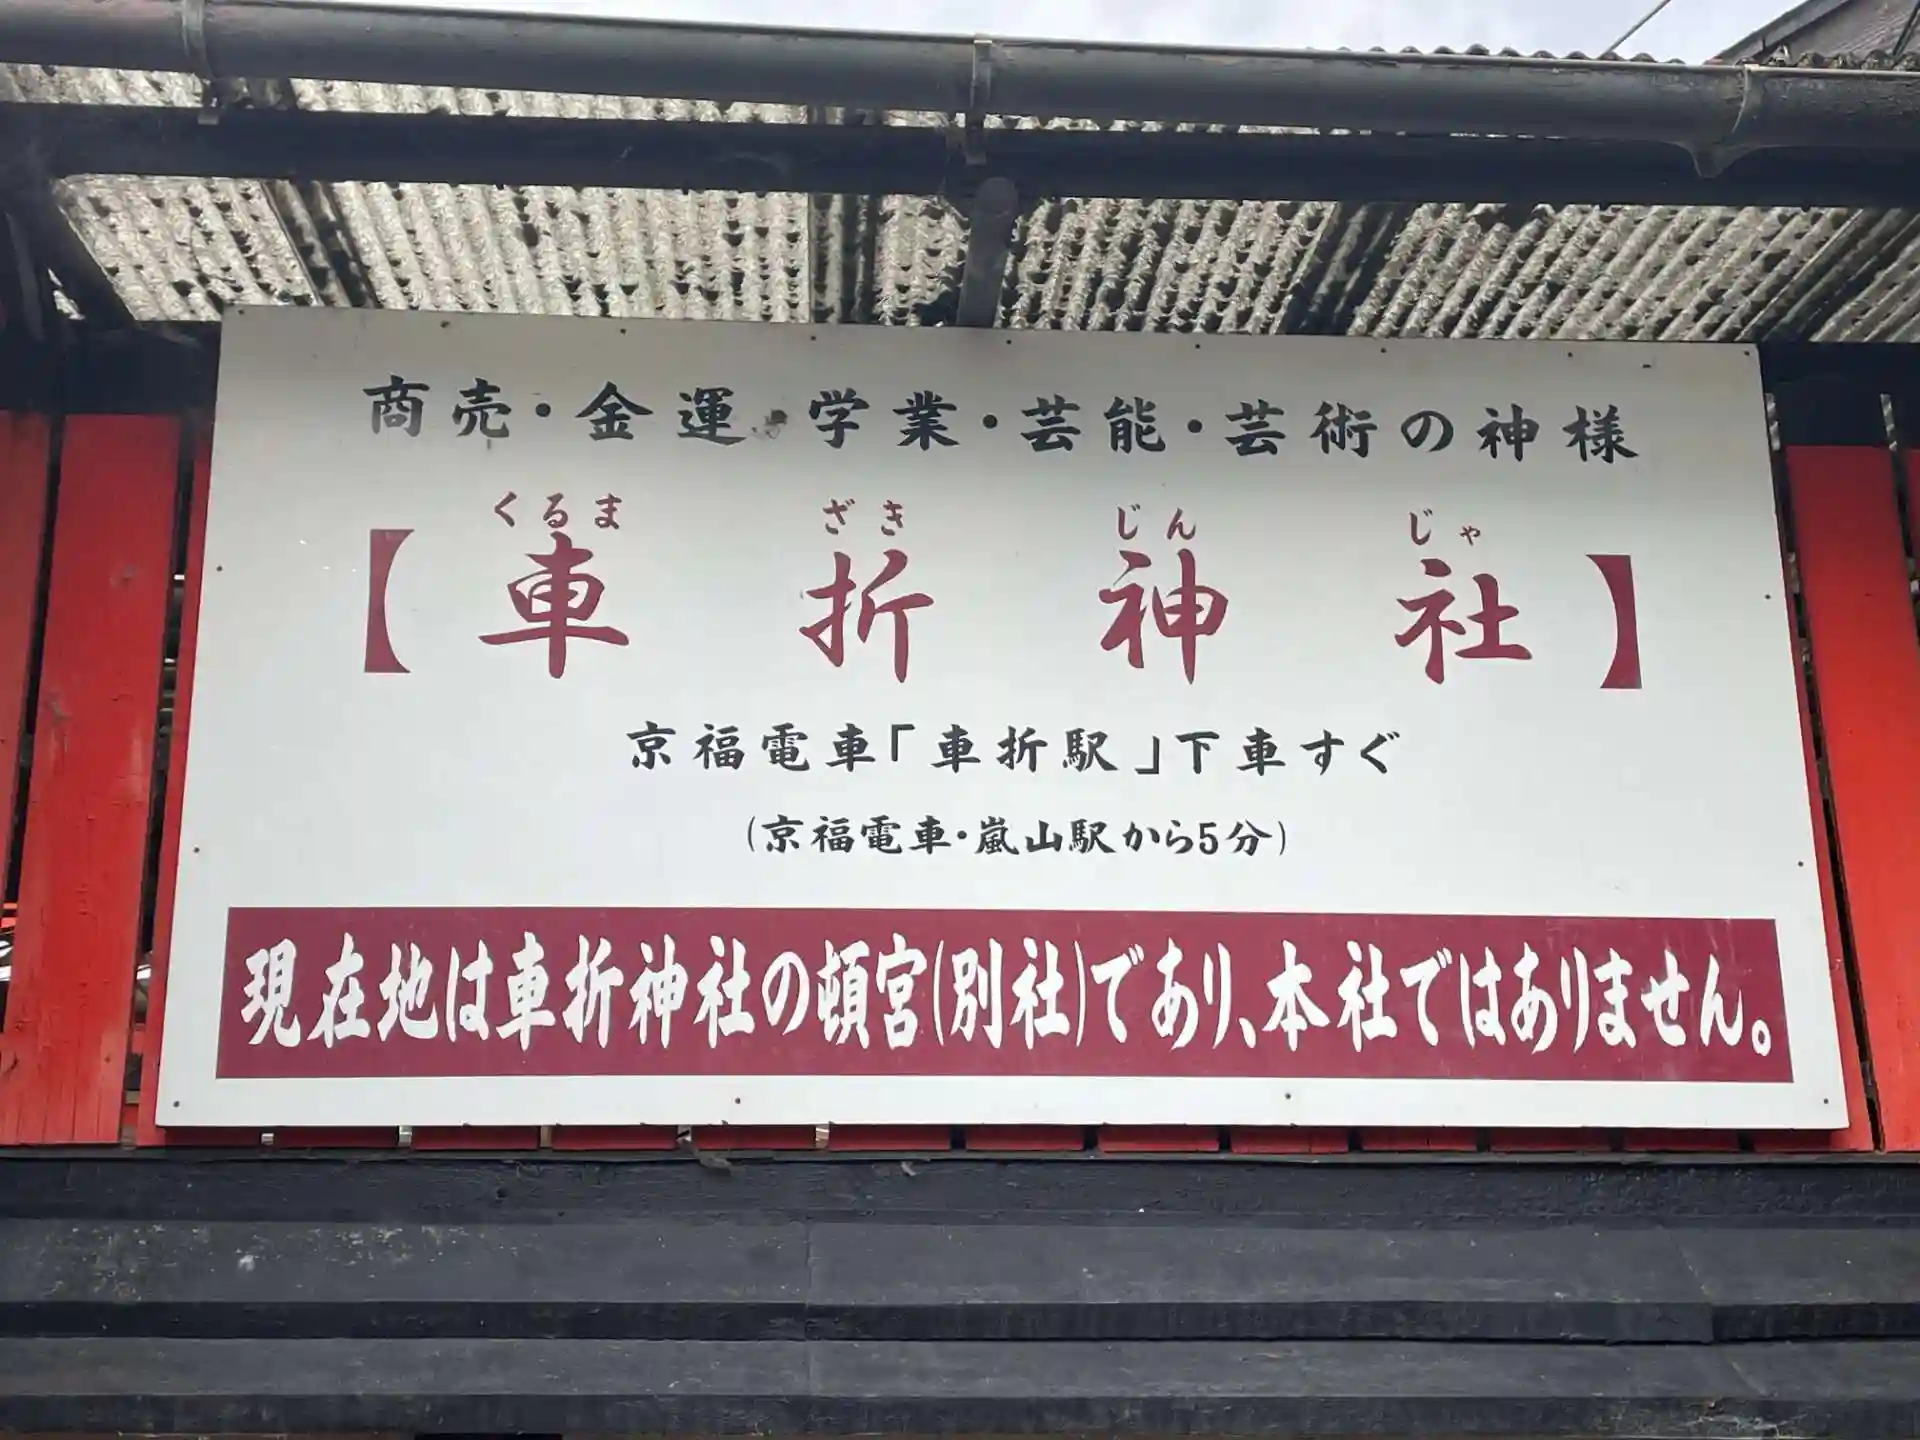 商売・金運・学業・芸能・芸術の神様
くるま ざき じん じゃ
【車折神社】
京福電車「車折駅」下車すぐ
(京福電車・嵐山駅から5分)
現在地は車折神社の頓宮(別社)であり、本社ではありません。